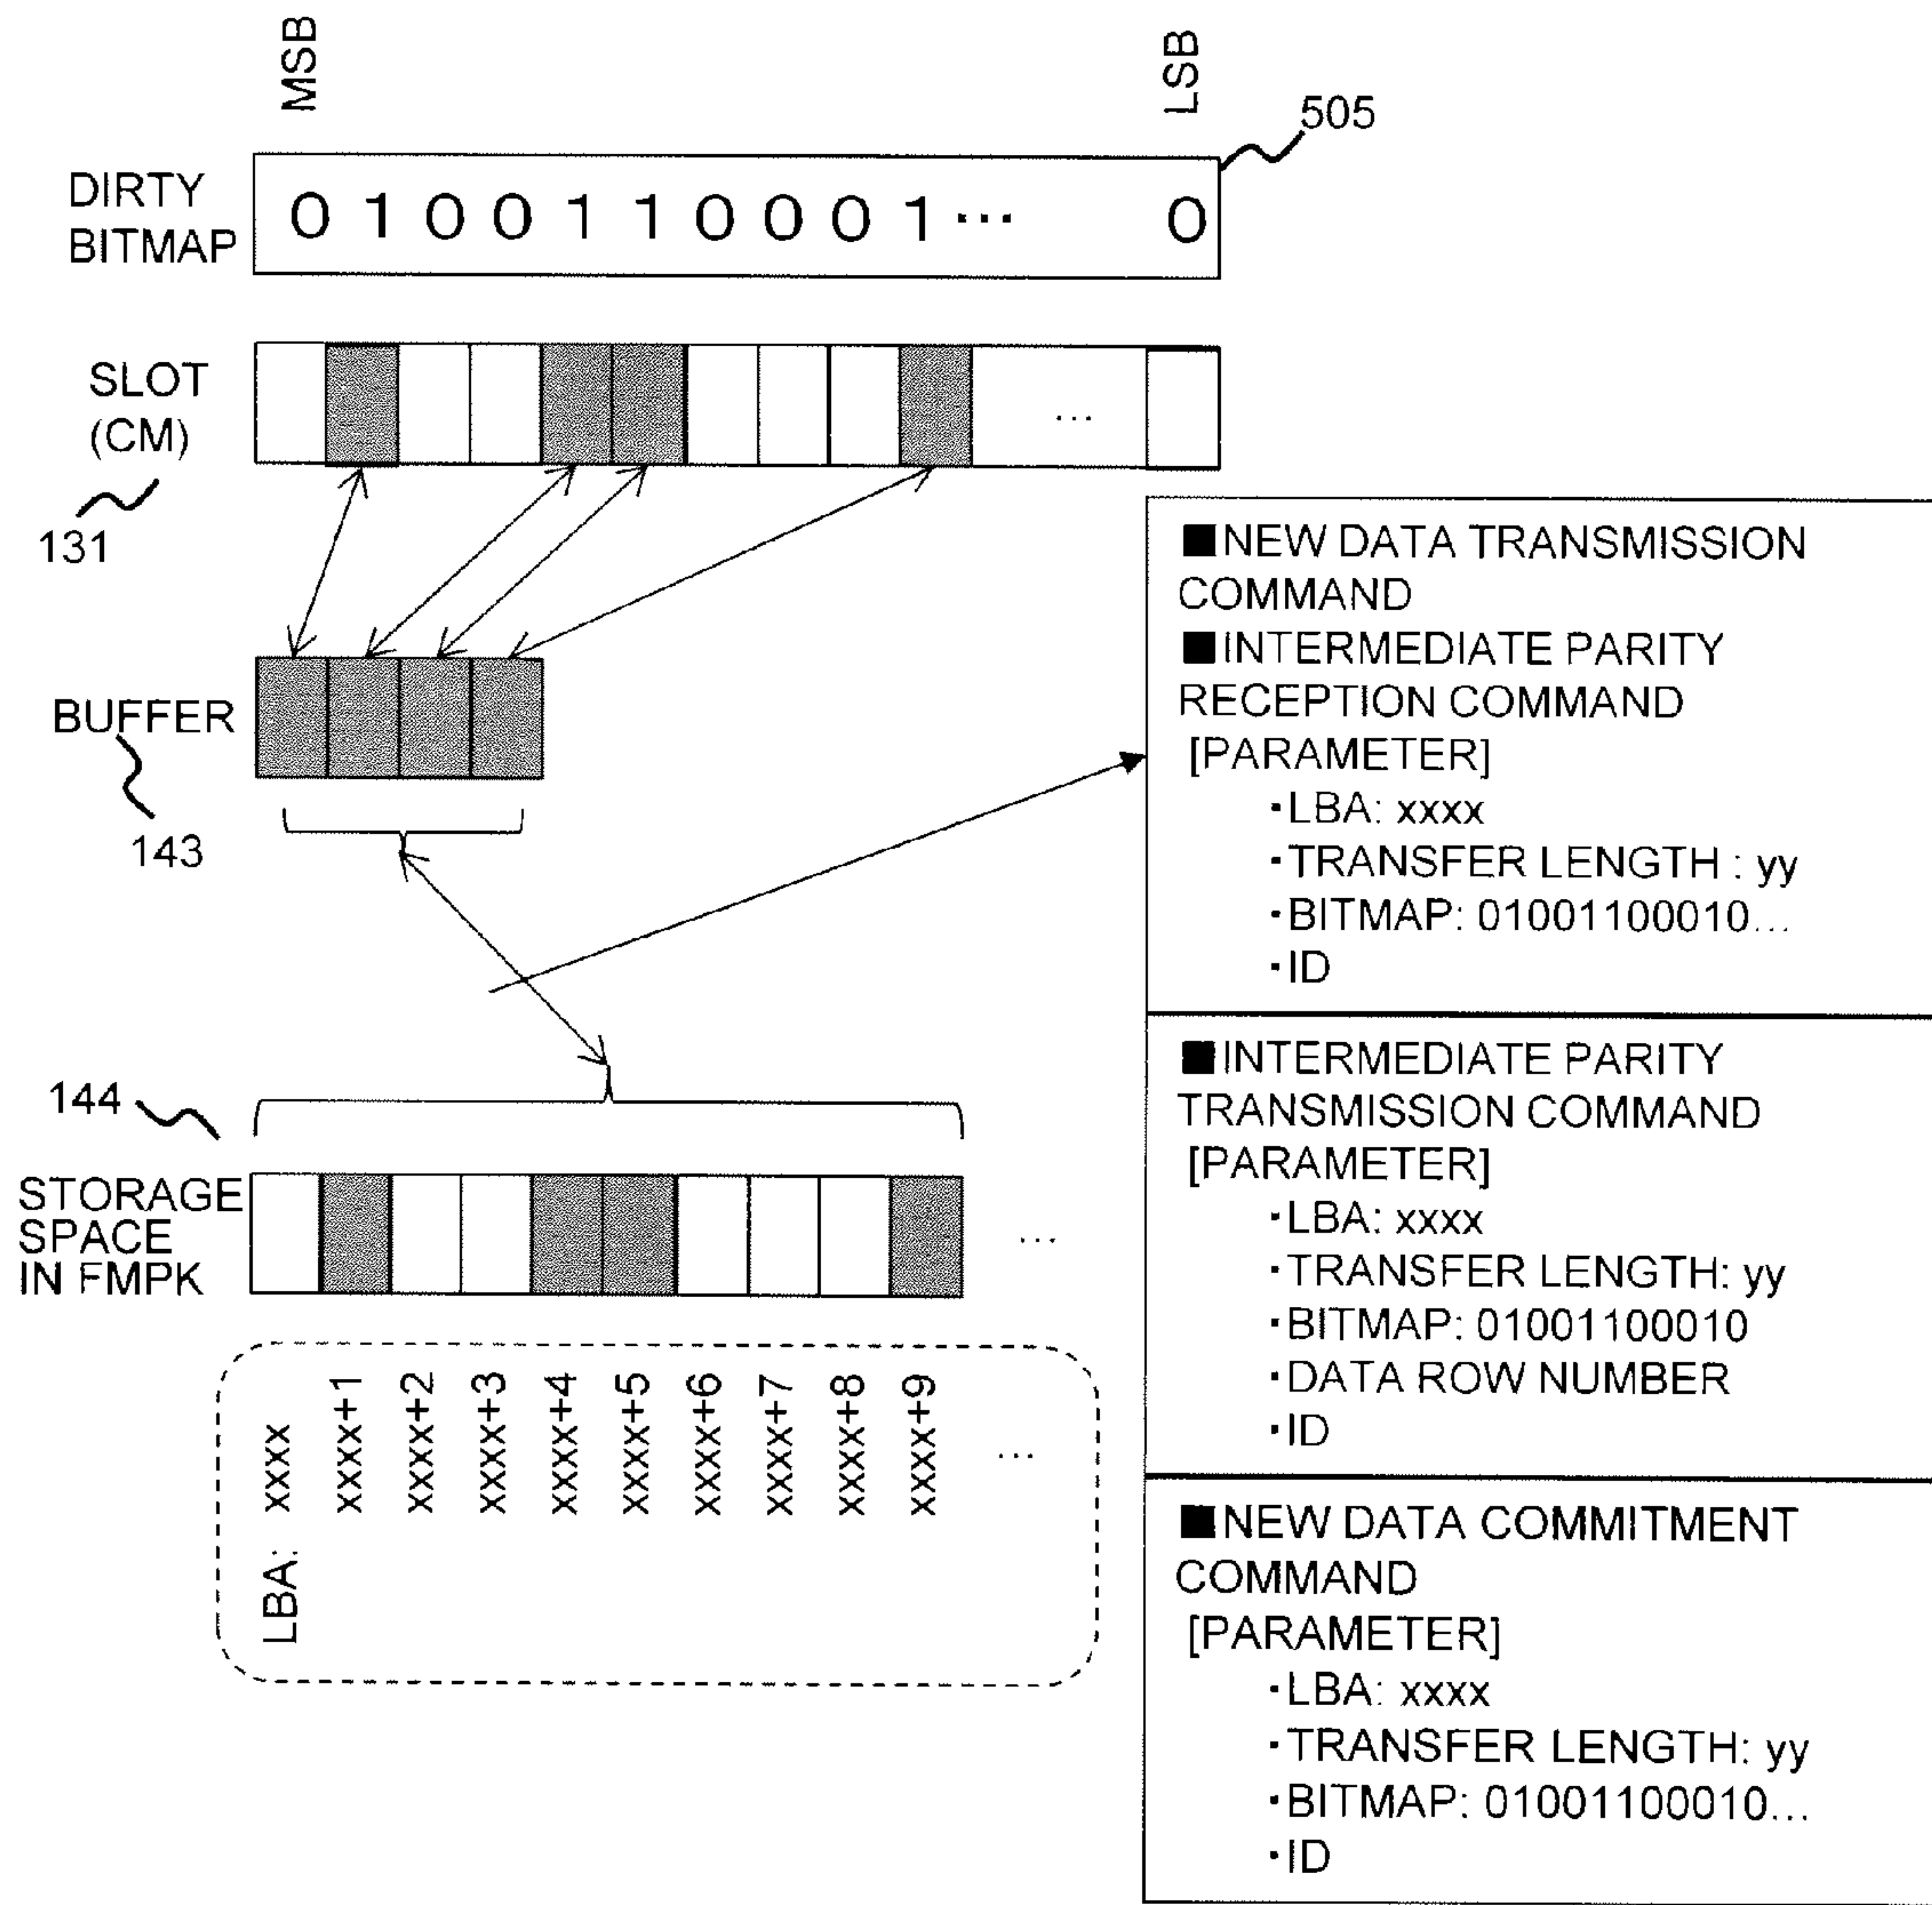 MSB
LSB
505
DIRTY
BITMAP
0 1 0 0 1 1 0 0 0 1 ... 0
SLOT
(CM)
...
131
BUFFER
143
144
STORAGE
SPACE
IN FMPK
...
LBA: xxxx
xxxx+1
xxxx+2
xxxx+3
xxxx+4
xxxx+5
xxxx+6
xxxx+7
xxxx+8
xxxx+9
...
■NEW DATA TRANSMISSION
COMMAND
■INTERMEDIATE PARITY
RECEPTION COMMAND
[PARAMETER]
・LBA: xxxx
・TRANSFER LENGTH : yy
・BITMAP: 01001100010...
・ID
■INTERMEDIATE PARITY
TRANSMISSION COMMAND
[PARAMETER]
・LBA: xxxx
・TRANSFER LENGTH: yy
・BITMAP: 01001100010
・DATA ROW NUMBER
・ID
■NEW DATA COMMITMENT
COMMAND
[PARAMETER]
・LBA: xxxx
・TRANSFER LENGTH: yy
・BITMAP: 01001100010...
・ID